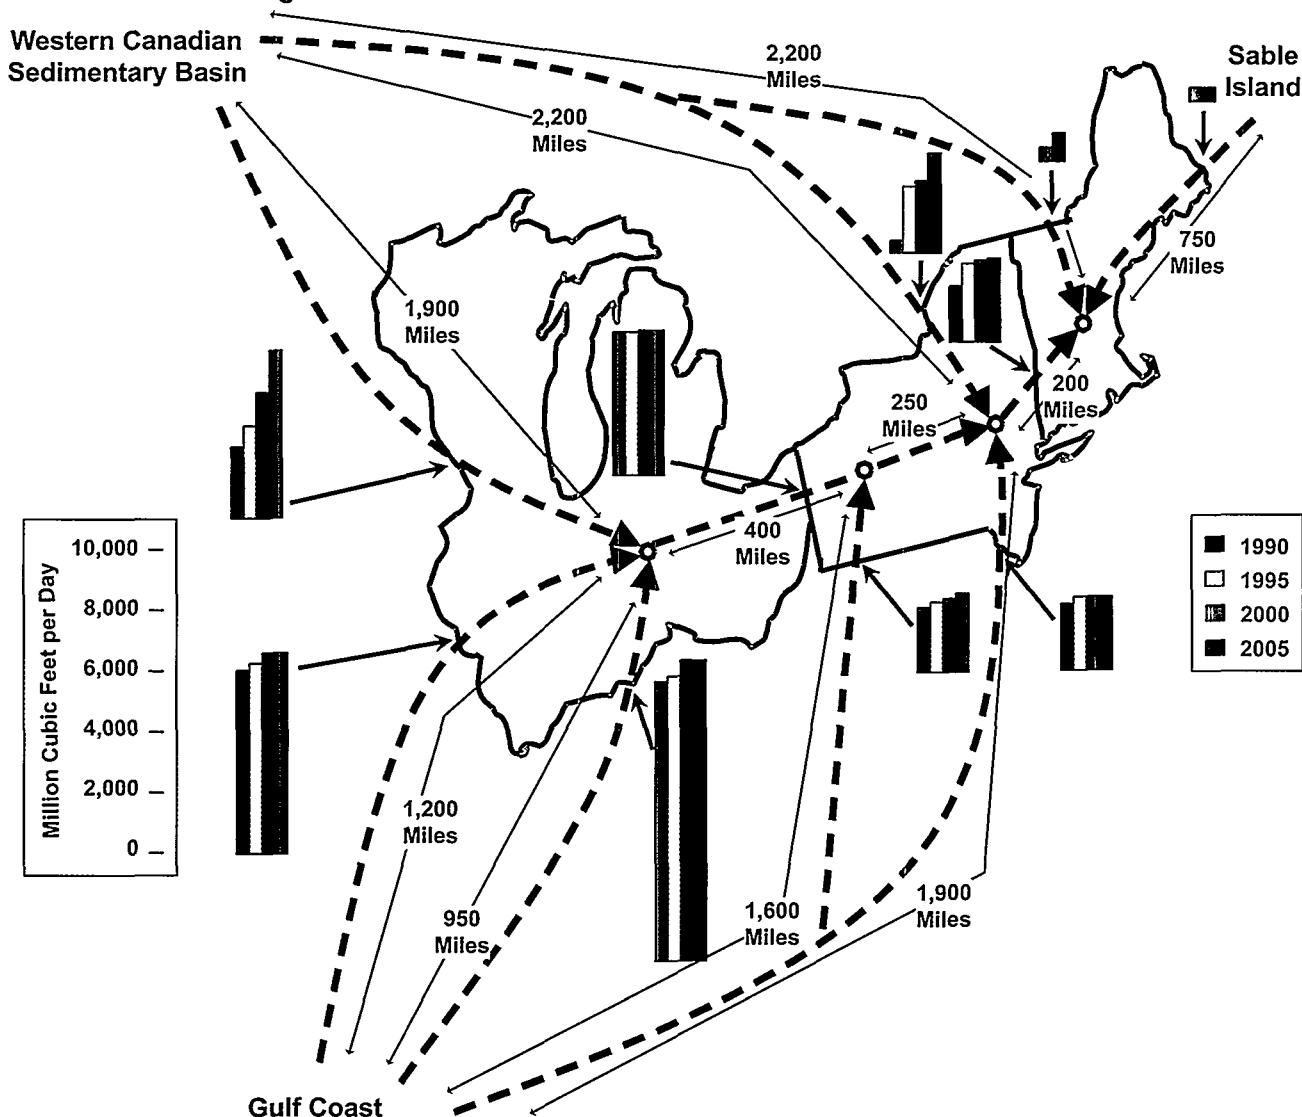 Western Canadian
Sedimentary Basin
2,200
Miles
Sable
Island
2,200
Miles
750
Miles
1,900
Miles
200
Miles
250
Miles
400
Miles
Million Cubic Feet per Day
10,000
8,000
6,000
4,000
2,000
0
1990
1995
2000
2005
1,200
Miles
950
Miles
1,600
Miles
1,900
Miles
Gulf Coast